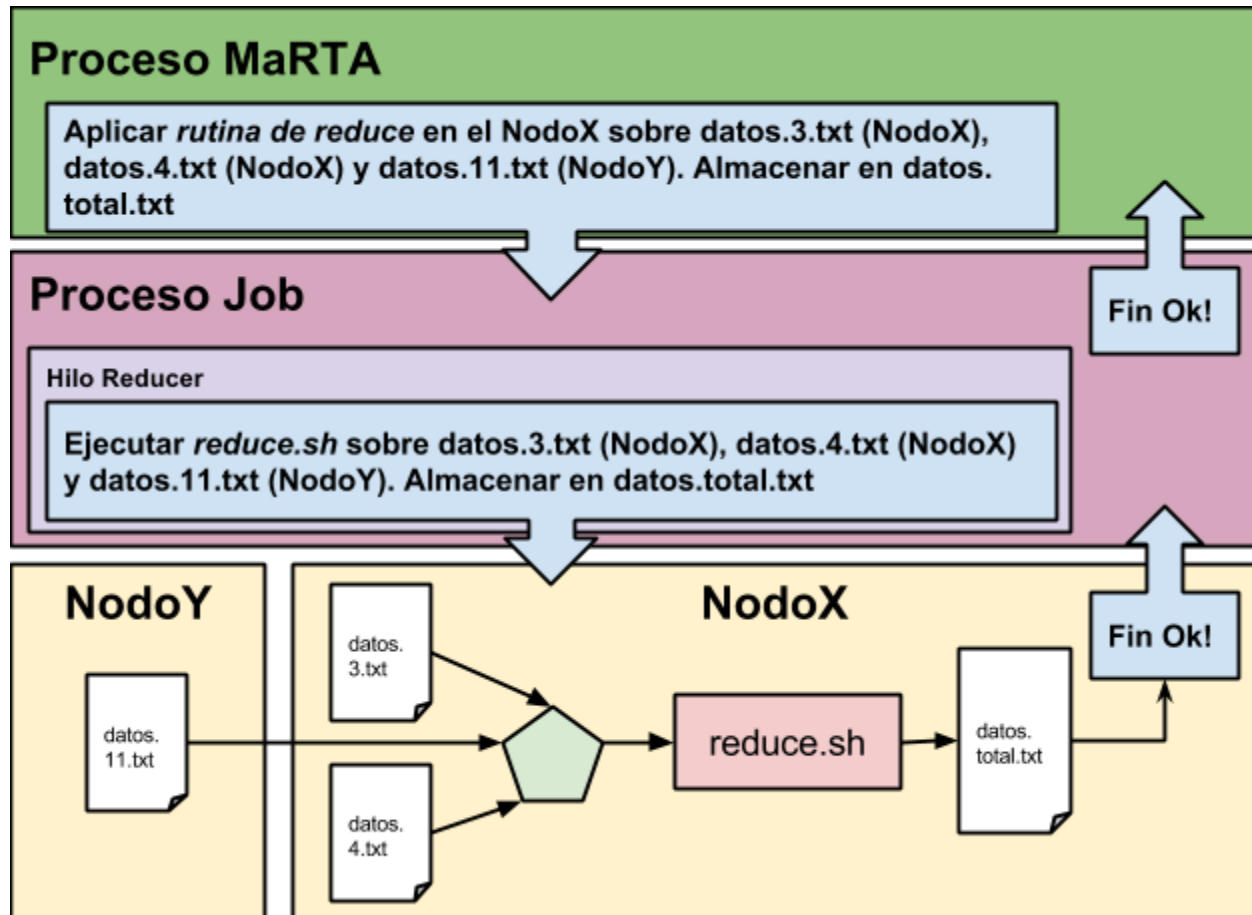 Proceso MaRTA
Aplicar rutina de reduce en el NodoX sobre datos.3.txt (NodoX),
datos.4.txt (NodoX) y datos.11.txt (NodoY). Almacenar en datos.
total.txt
Proceso Job
Fin Ok!
Hilo Reducer
Ejecutar reduce.sh sobre datos.3.txt (NodoX), datos.4.txt (NodoX)
y datos.11.txt (NodoY). Almacenar en datos.total.txt
NodoY
NodoX
Fin Ok!
datos.
3.txt
datos.
11.txt
reduce.sh
datos.
total.txt
datos.
4.txt